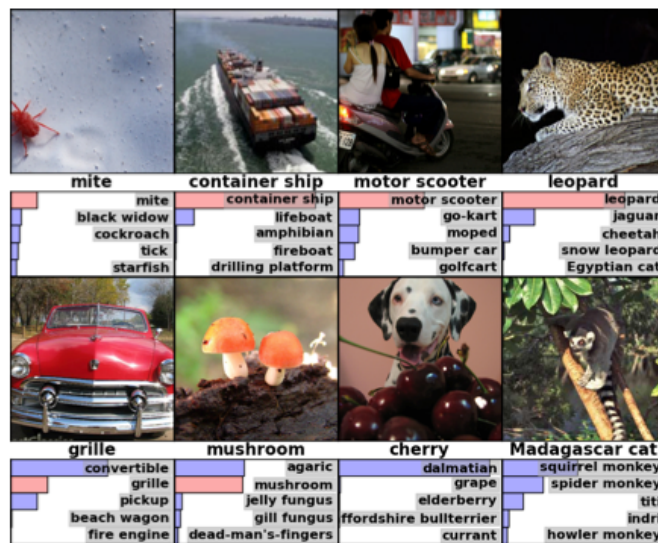 mite
container ship
motor scooter
leopard
mite
black widow
cockroach
tick
starfish
container ship
lifeboat
amphibian
fireboat
drilling platform
motor scooter
go-kart
moped
bumper car
golfcart
leopard
jaguar
cheetah
snow leopard
Egyptian cat
grille
mushroom
cherry
Madagascar cat
convertible
grille
pickup
beach wagon
fire engine
agaric
mushroom
jelly fungus
gill fungus
dead-man's-fingers
dalmatian
grape
elderberry
ffordshire bullterrier
currant
squirrel monkey
spider monkey
titi
indri
howler monkey